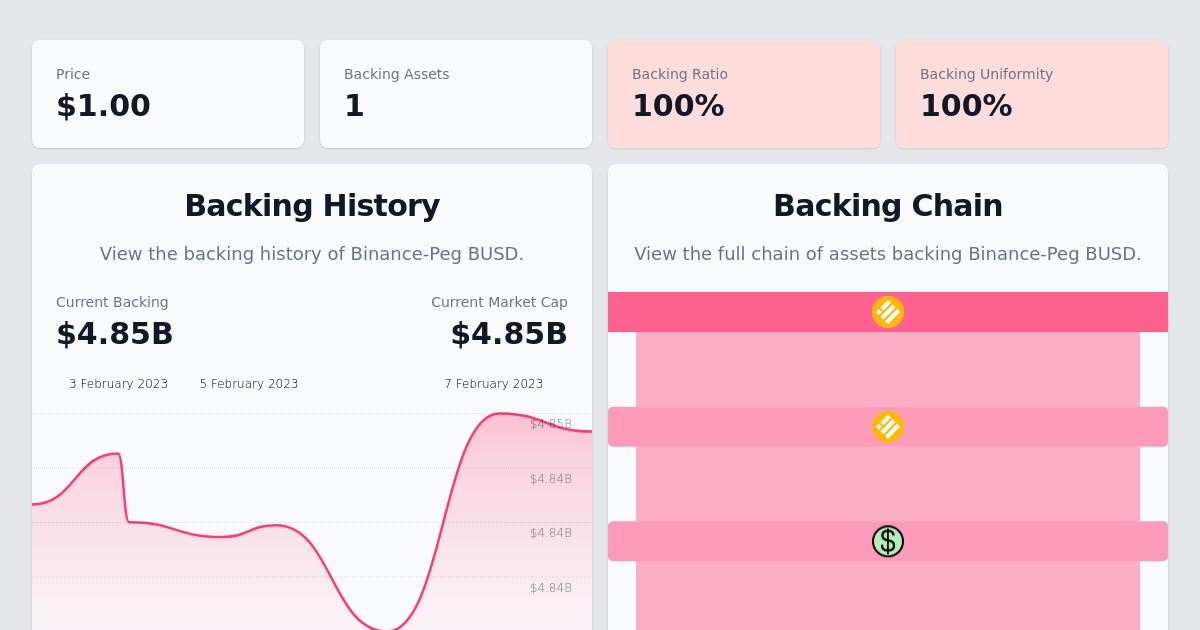 Price
$1.00
Backing Assets
1
Backing Ratio
100%
Backing Uniformity
100%
Backing History
View the backing history of Binance-Peg BUSD.
Current Backing
$4.85B
Current Market Cap
$4.85B
3 February 2023
5 February 2023
7 February 2023
$4.85B
$4.84B
$4.84B
$4.84B
Backing Chain
View the full chain of assets backing Binance-Peg BUSD.
$